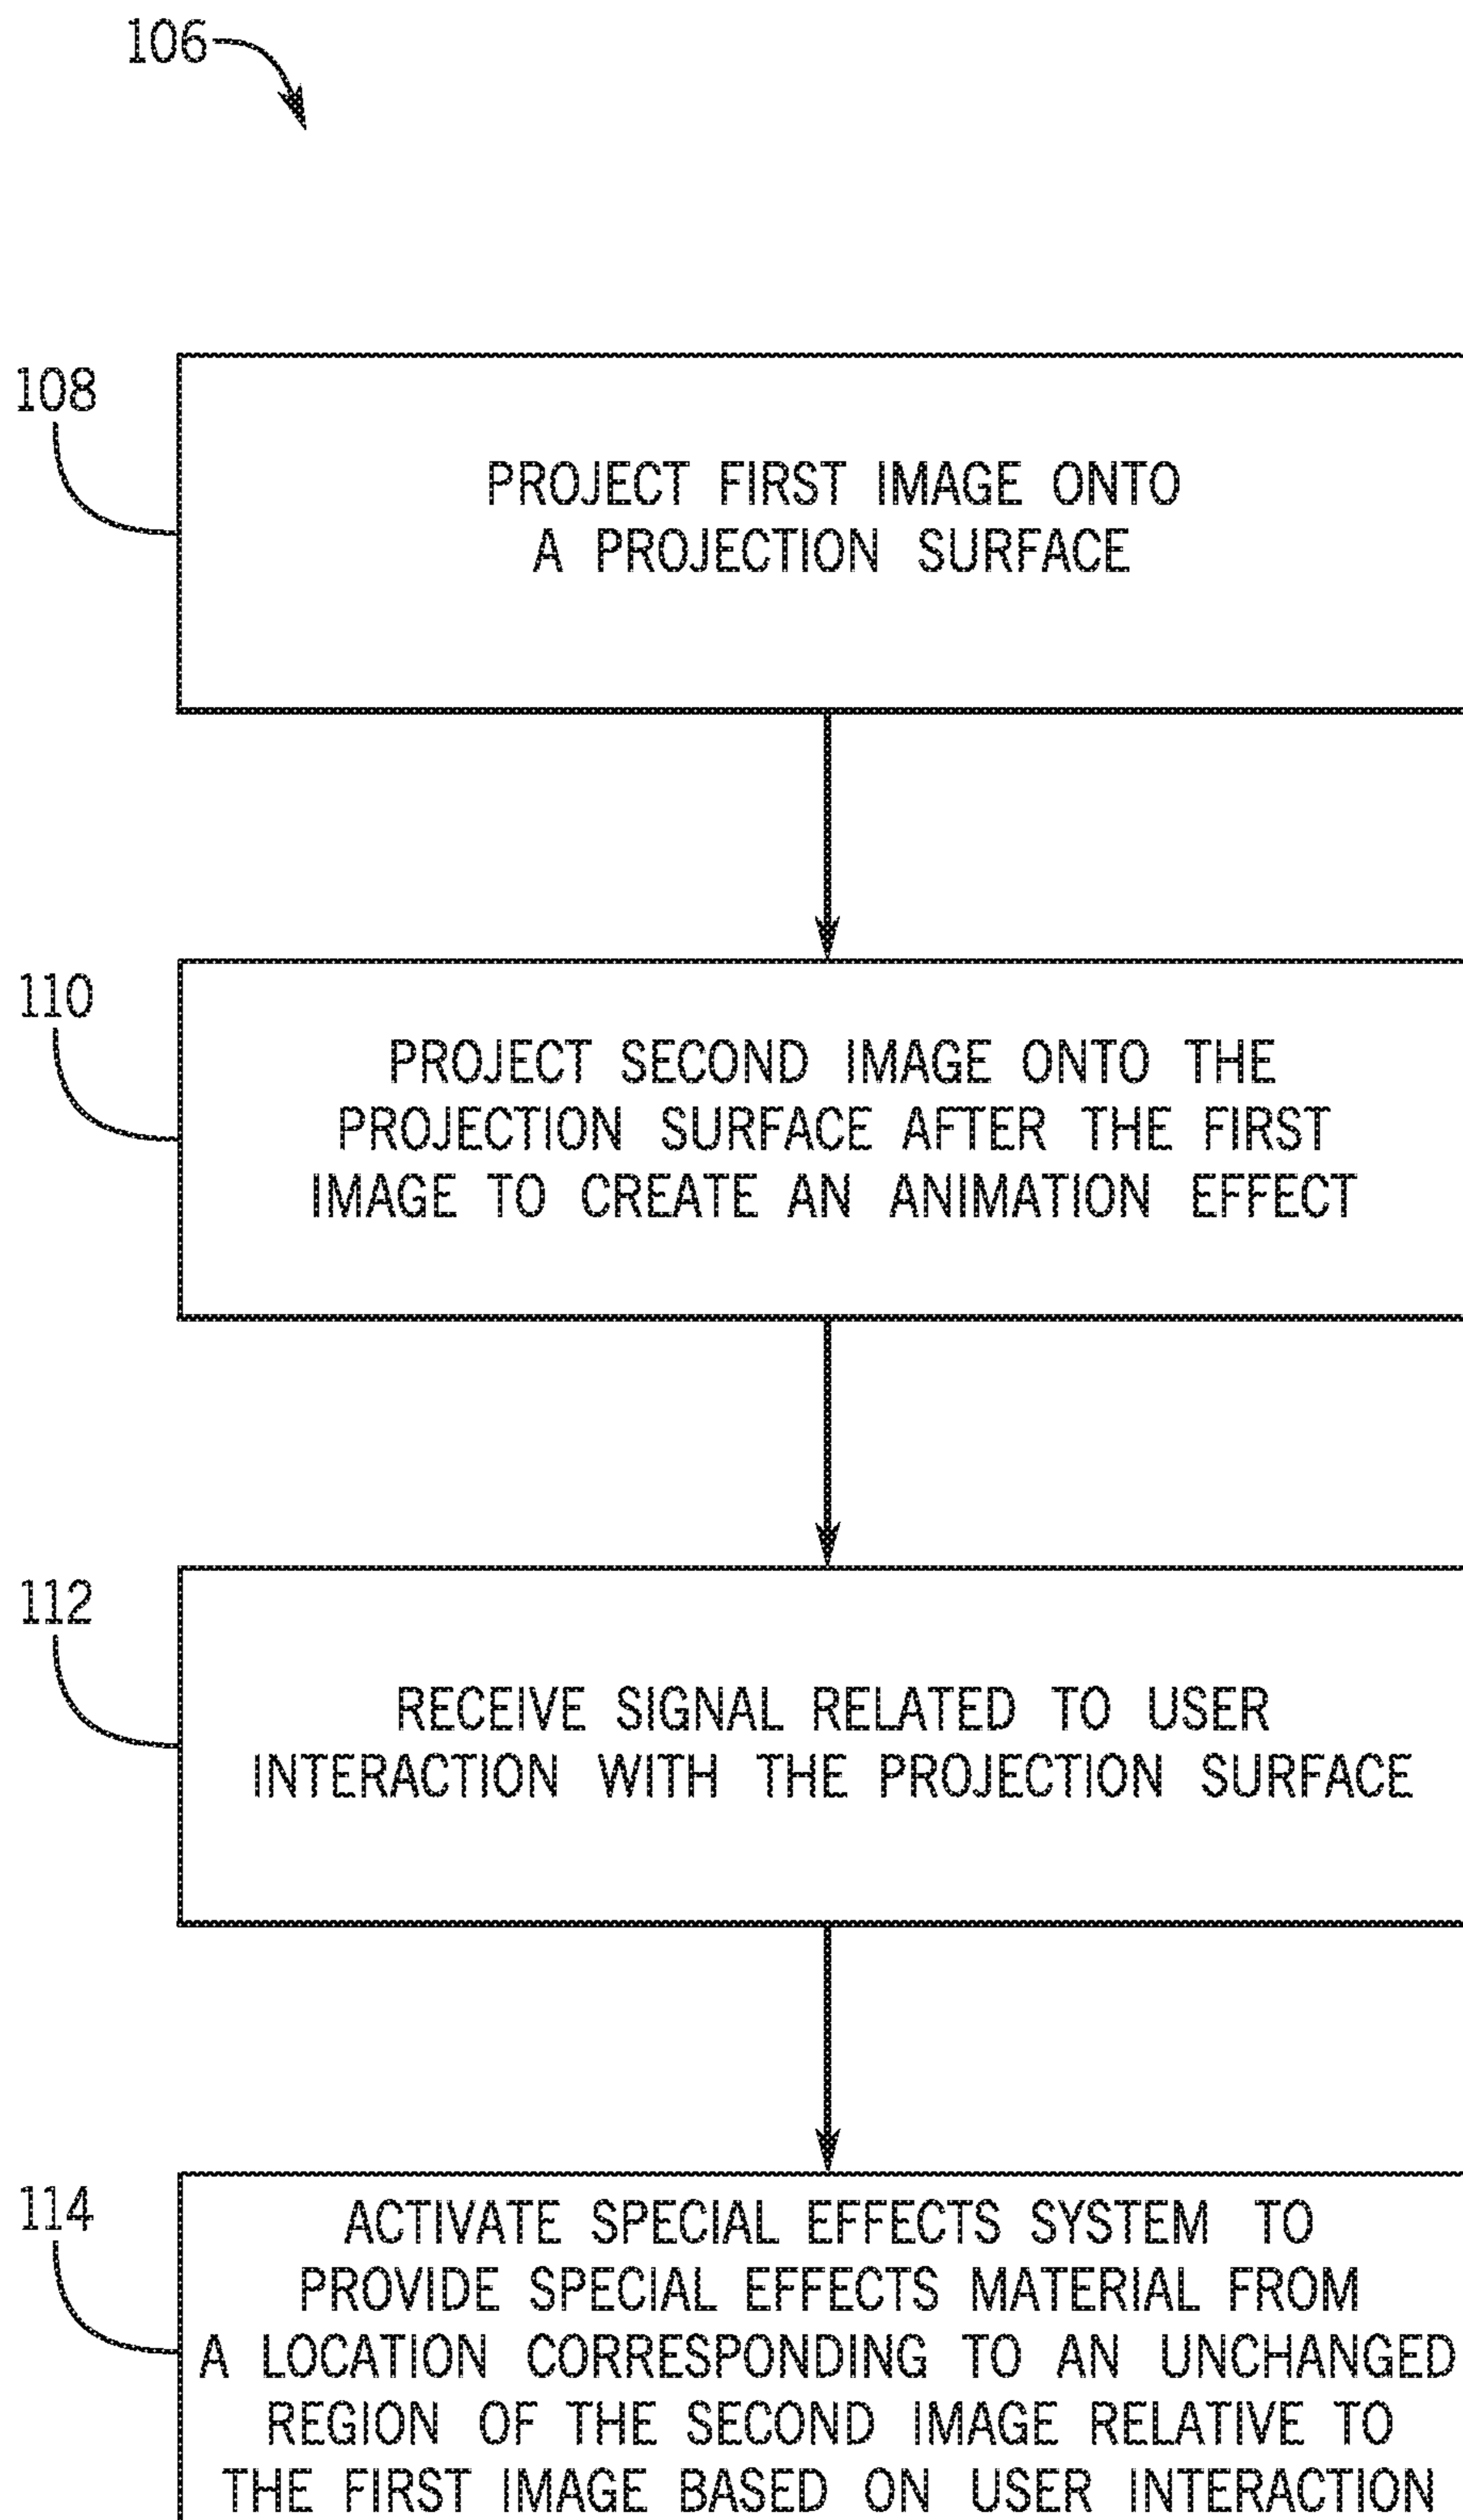 106
108
PROJECT FIRST IMAGE ONTO
A PROJECTION SURFACE
110
PROJECT SECOND IMAGE ONTO THE
PROJECTION SURFACE AFTER THE FIRST
IMAGE TO CREATE AN ANIMATION EFFECT
112
RECEIVE SIGNAL RELATED TO USER
INTERACTION WITH THE PROJECTION SURFACE
114
ACTIVATE SPECIAL EFFECTS SYSTEM TO
PROVIDE SPECIAL EFFECTS MATERIAL FROM
A LOCATION CORRESPONDING TO AN UNCHANGED
REGION OF THE SECOND IMAGE RELATIVE TO
THE FIRST IMAGE BASED ON USER INTERACTION